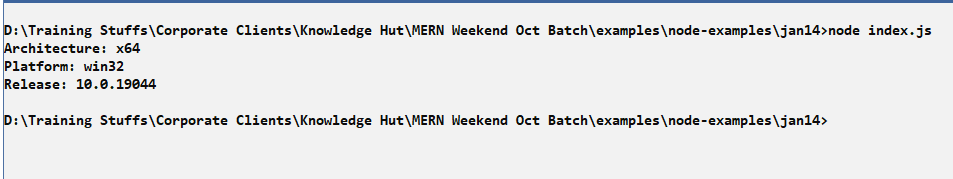 D:\Training Stuffs\Corporate Clients\Knowledge Hut\MERN Weekend Oct Batch\examples\node-examples\jan14>node index.js
Architecture: x64
Platform: win32
Release: 10.0.19044
D:\Training Stuffs\Corporate Clients\Knowledge Hut\MERN Weekend Oct Batch\examples\node-examples\jan14>